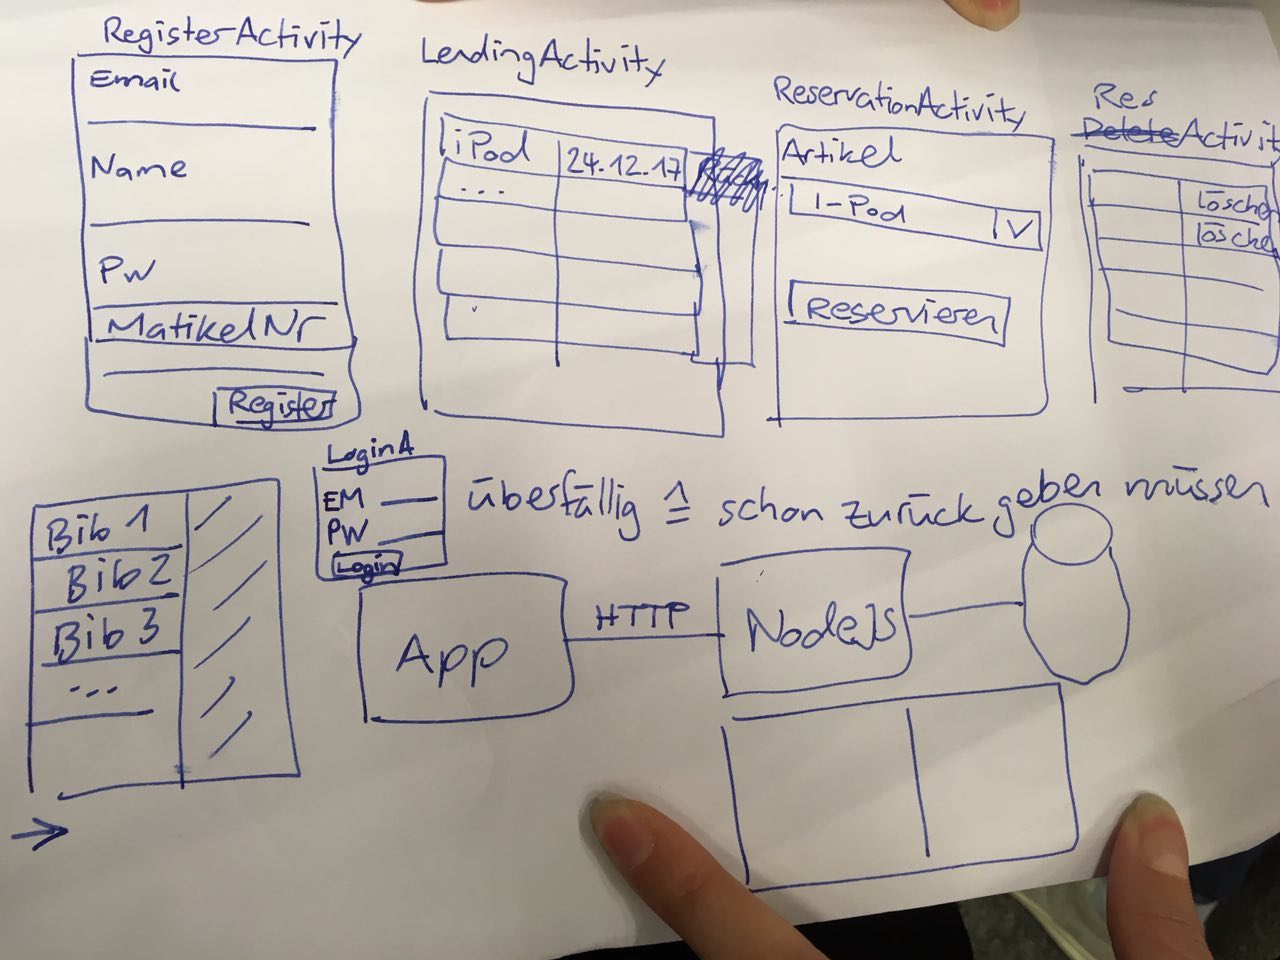 RegisterActivity
Email
Name
PW
MatikelNr
Register
LendingActivity
iPod 24.12.17
...
ReservationActivity
Artikel
I-Pod
Reservieren
Res
Delete Activit
löschen
lösche
Bib 1
Bib 2
Bib 3
...
LoginA
EM
PW
Login
überfällig ≙ schon zurück geben müssen
App
HTTP
NodeJs